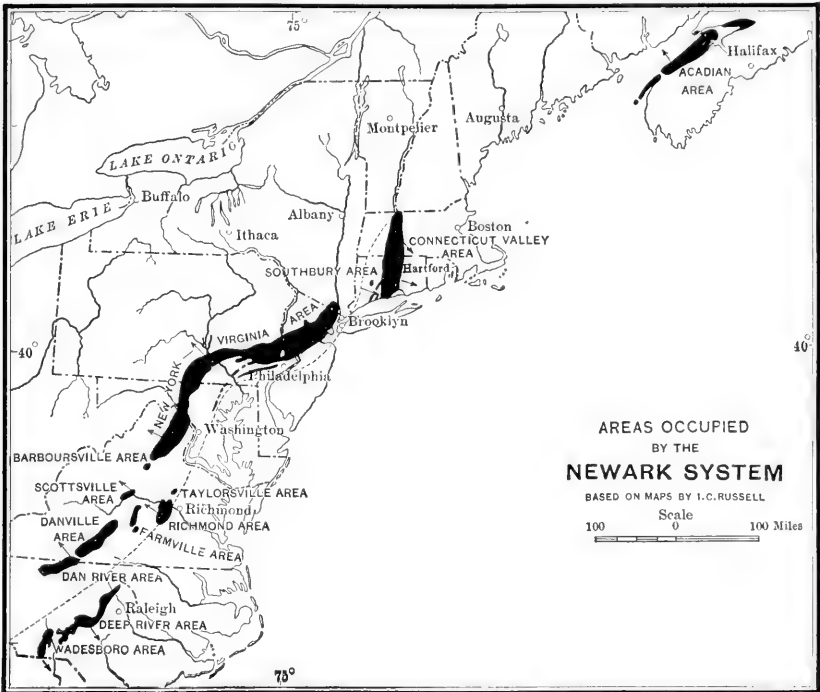 75°
Halifax
ACADIAN
AREA
Montpelier
Augusta
LAKE ONTARIO
Buffalo
LAKE ERIE
Albany
Ithaca
Boston
CONNECTICUT VALLEY
AREA
SOUTHBURY AREA
Hartford
NEW YORK VIRGINIA AREA
Brooklyn
40°
40°
Philadelphia
Washington
BARBOURSVILLE AREA
SCOTTSVILLE
AREA
TAYLORSVILLE AREA
Richmond
RICHMOND AREA
DANVILLE
AREA
FARMVILLE AREA
DAN RIVER AREA
Raleigh
DEEP RIVER AREA
WADESBORO AREA
75°
AREAS OCCUPIED
BY THE
NEWARK SYSTEM
BASED ON MAPS BY I.C.RUSSELL
Scale
100 0 100 Miles